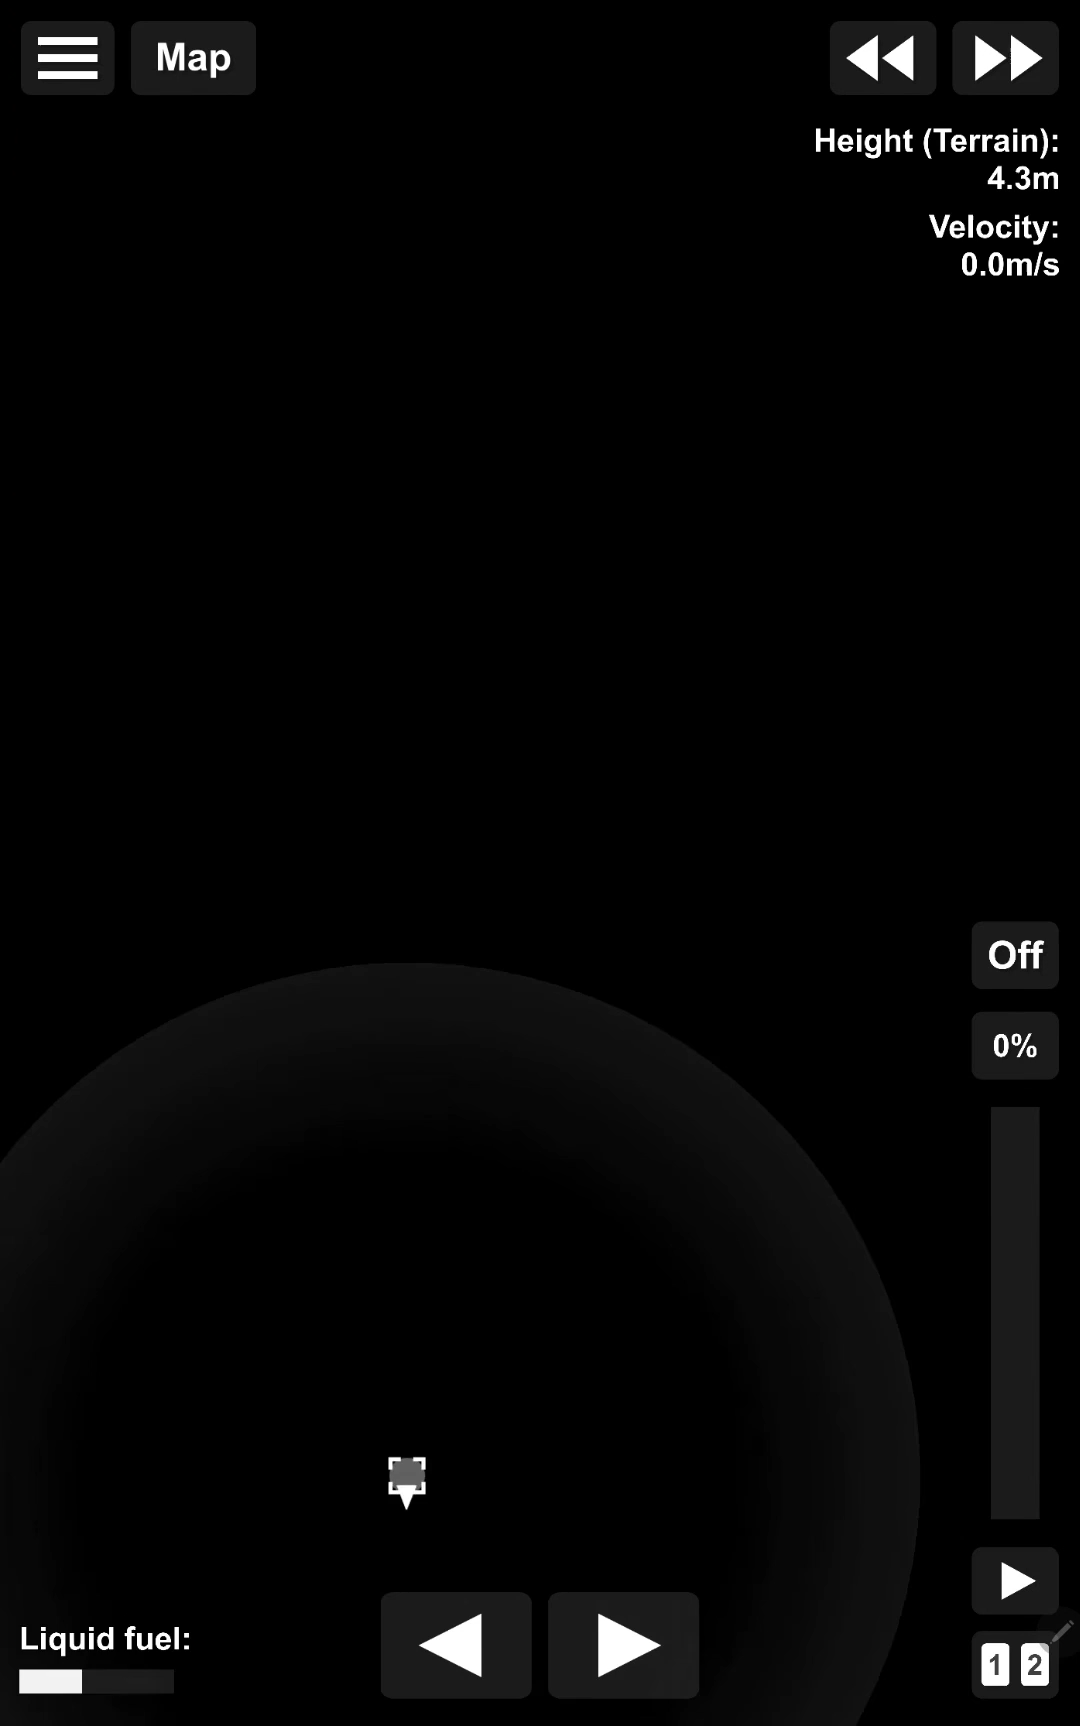 Map
Height (Terrain):
4.3m
Velocity:
0.0m/s
Off
0%
Liquid fuel:
1 2